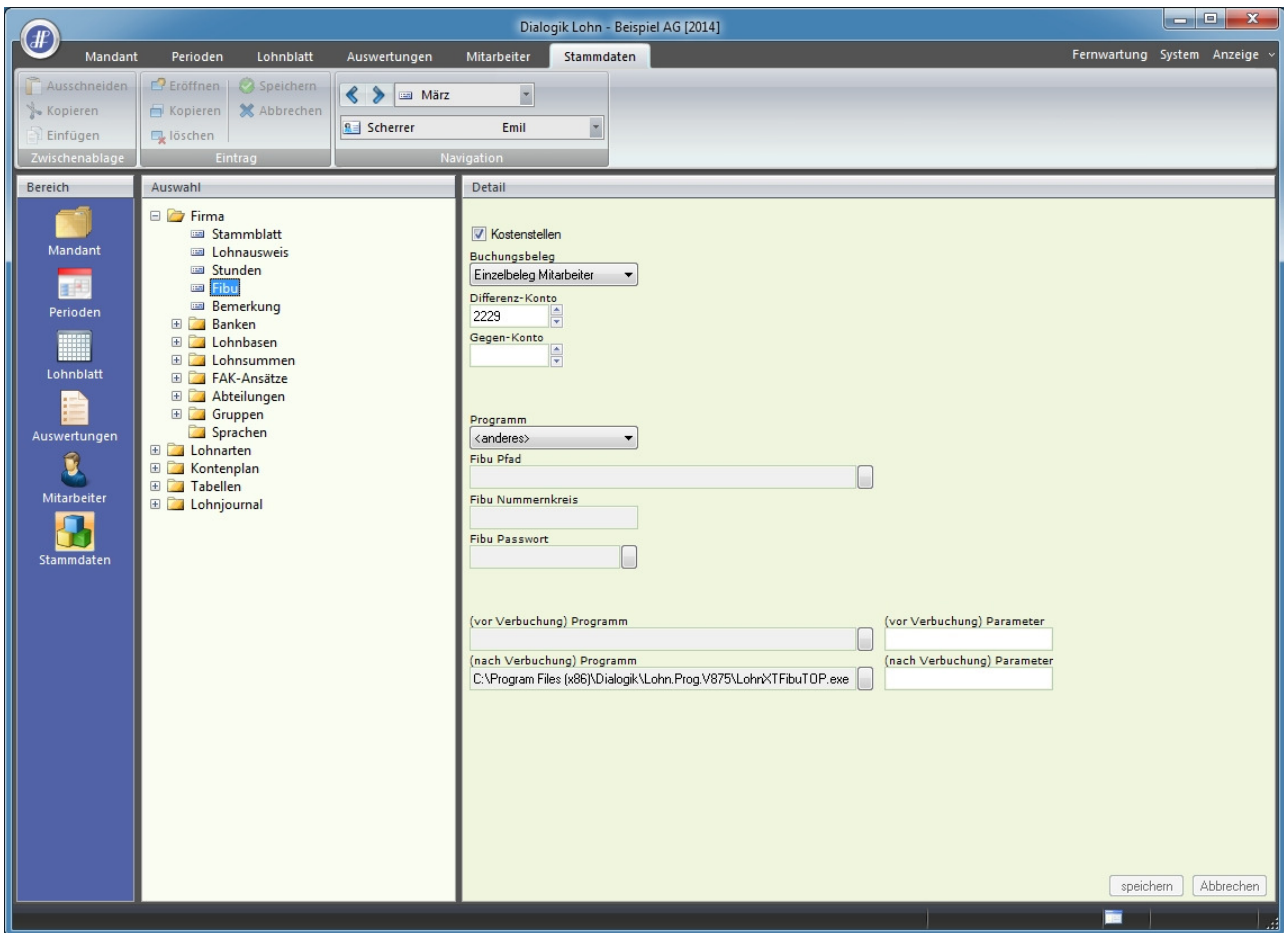 Dialogik Lohn - Beispiel AG [2014]
Mandant Perioden Lohnblatt Auswertungen Mitarbeiter Stammdaten Fernwartung System Anzeige
Ausschneiden Eröffnen Speichern
Kopieren Kopieren Abbrechen
Einfügen löschen
März
Scherrer Emil
Zwischenablage Eintrag Navigation
Bereich
Mandant
Perioden
Lohnblatt
Auswertungen
Mitarbeiter
Stammdaten
Auswahl
Firma
Stammblatt
Lohnausweis
Stunden
Fibu
Bemerkung
Banken
Lohnbasen
Lohnsummen
FAK-Ansätze
Abteilungen
Gruppen
Sprachen
Lohnarten
Kontenplan
Tabellen
Lohnjournal
Detail
Kostenstellen
Buchungsbeleg
Einzelbeleg Mitarbeiter
Differenz-Konto
2229
Gegen-Konto
Programm
<anderes>
Fibu Pfad
Fibu Nummernkreis
Fibu Passwort
(vor Verbuchung) Programm (vor Verbuchung) Parameter
(nach Verbuchung) Programm (nach Verbuchung) Parameter
C:\Program Files (x86)\Dialogik\Lohn.Prog.V875\LohnXTFibuTOP.exe
speichern Abbrechen